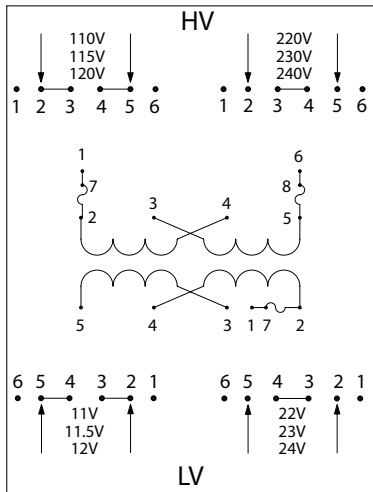 HV
110V 220V
115V 230V
120V 240V
1 2 3 4 5 6 1 2 3 4 5 6
1 6
7 8
2 3 4 5
5 4 3 1 7 2
6 5 4 3 2 1 6 5 4 3 2 1
11V 22V
11.5V 23V
12V 24V
LV